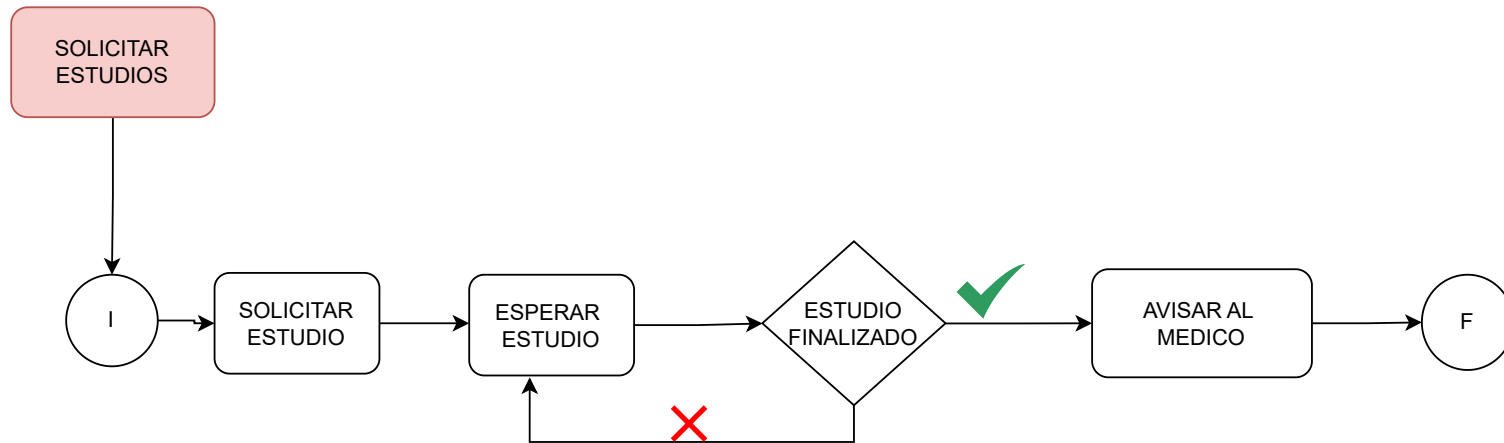 SOLICITAR
ESTUDIOS
I
SOLICITAR
ESTUDIO
ESPERAR
ESTUDIO
ESTUDIO
FINALIZADO
AVISAR AL
MEDICO
F